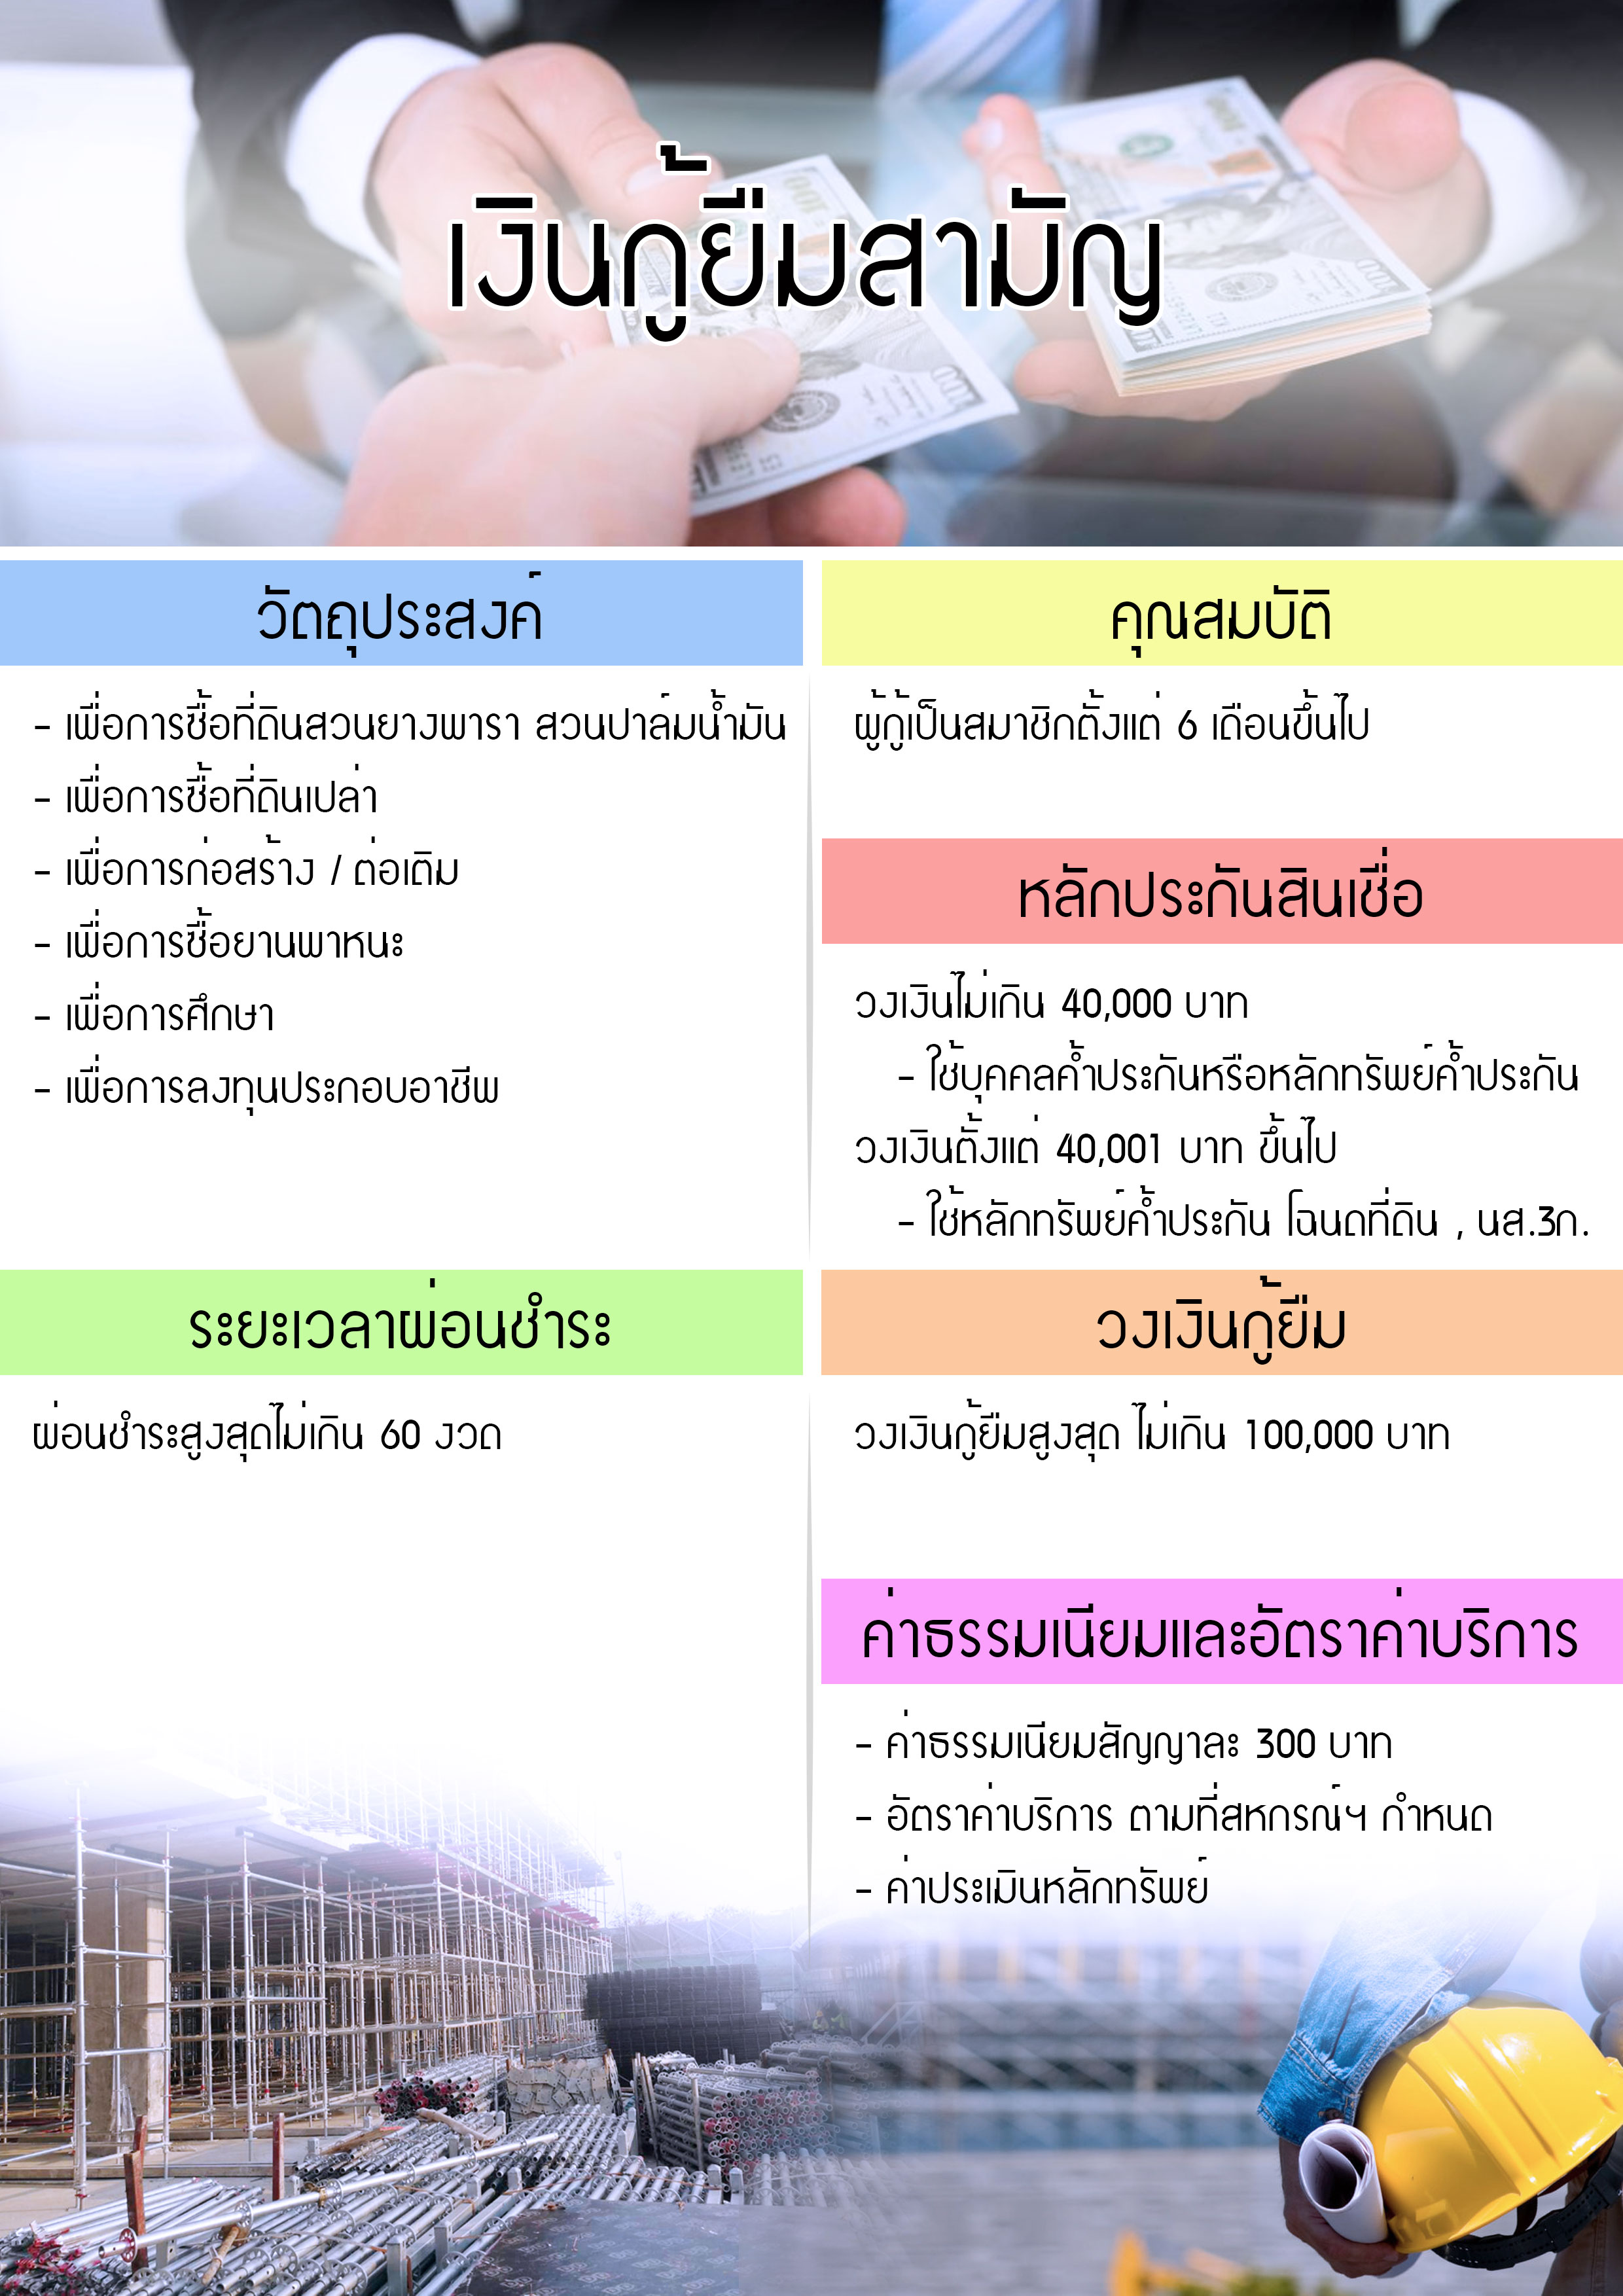 เงินกู้ยืมสามัญ
วัตถุประสงค์
- เพื่อการซื้อที่ดินสวนยางพารา สวนปาล์มน้ำมัน
- เพื่อการซื้อที่ดินเปล่า
- เพื่อการก่อสร้าง / ต่อเติม
- เพื่อการซื้อยานพาหนะ
- เพื่อการศึกษา
- เพื่อการลงทุนประกอบอาชีพ
คุณสมบัติ
ผู้กู้เป็นสมาชิกตั้งแต่ 6 เดือนขึ้นไป
หลักประกันสินเชื่อ
วงเงินไม่เกิน 40,000 บาท
- ใช้บุคคลค้ำประกันหรือหลักทรัพย์ค้ำประกัน
วงเงินตั้งแต่ 40,001 บาท ขึ้นไป
- ใช้หลักทรัพย์ค้ำประกัน โฉนดที่ดิน , นส.3ก.
ระยะเวลาผ่อนชำระ
ผ่อนชำระสูงสุดไม่เกิน 60 งวด
วงเงินกู้ยืม
วงเงินกู้ยืมสูงสุด ไม่เกิน 100,000 บาท
ค่าธรรมเนียมและอัตราค่าบริการ
- ค่าธรรมเนียมสัญญาละ 300 บาท
- อัตราค่าบริการ ตามที่สหกรณ์ฯ กำหนด
- ค่าประเมินหลักทรัพย์